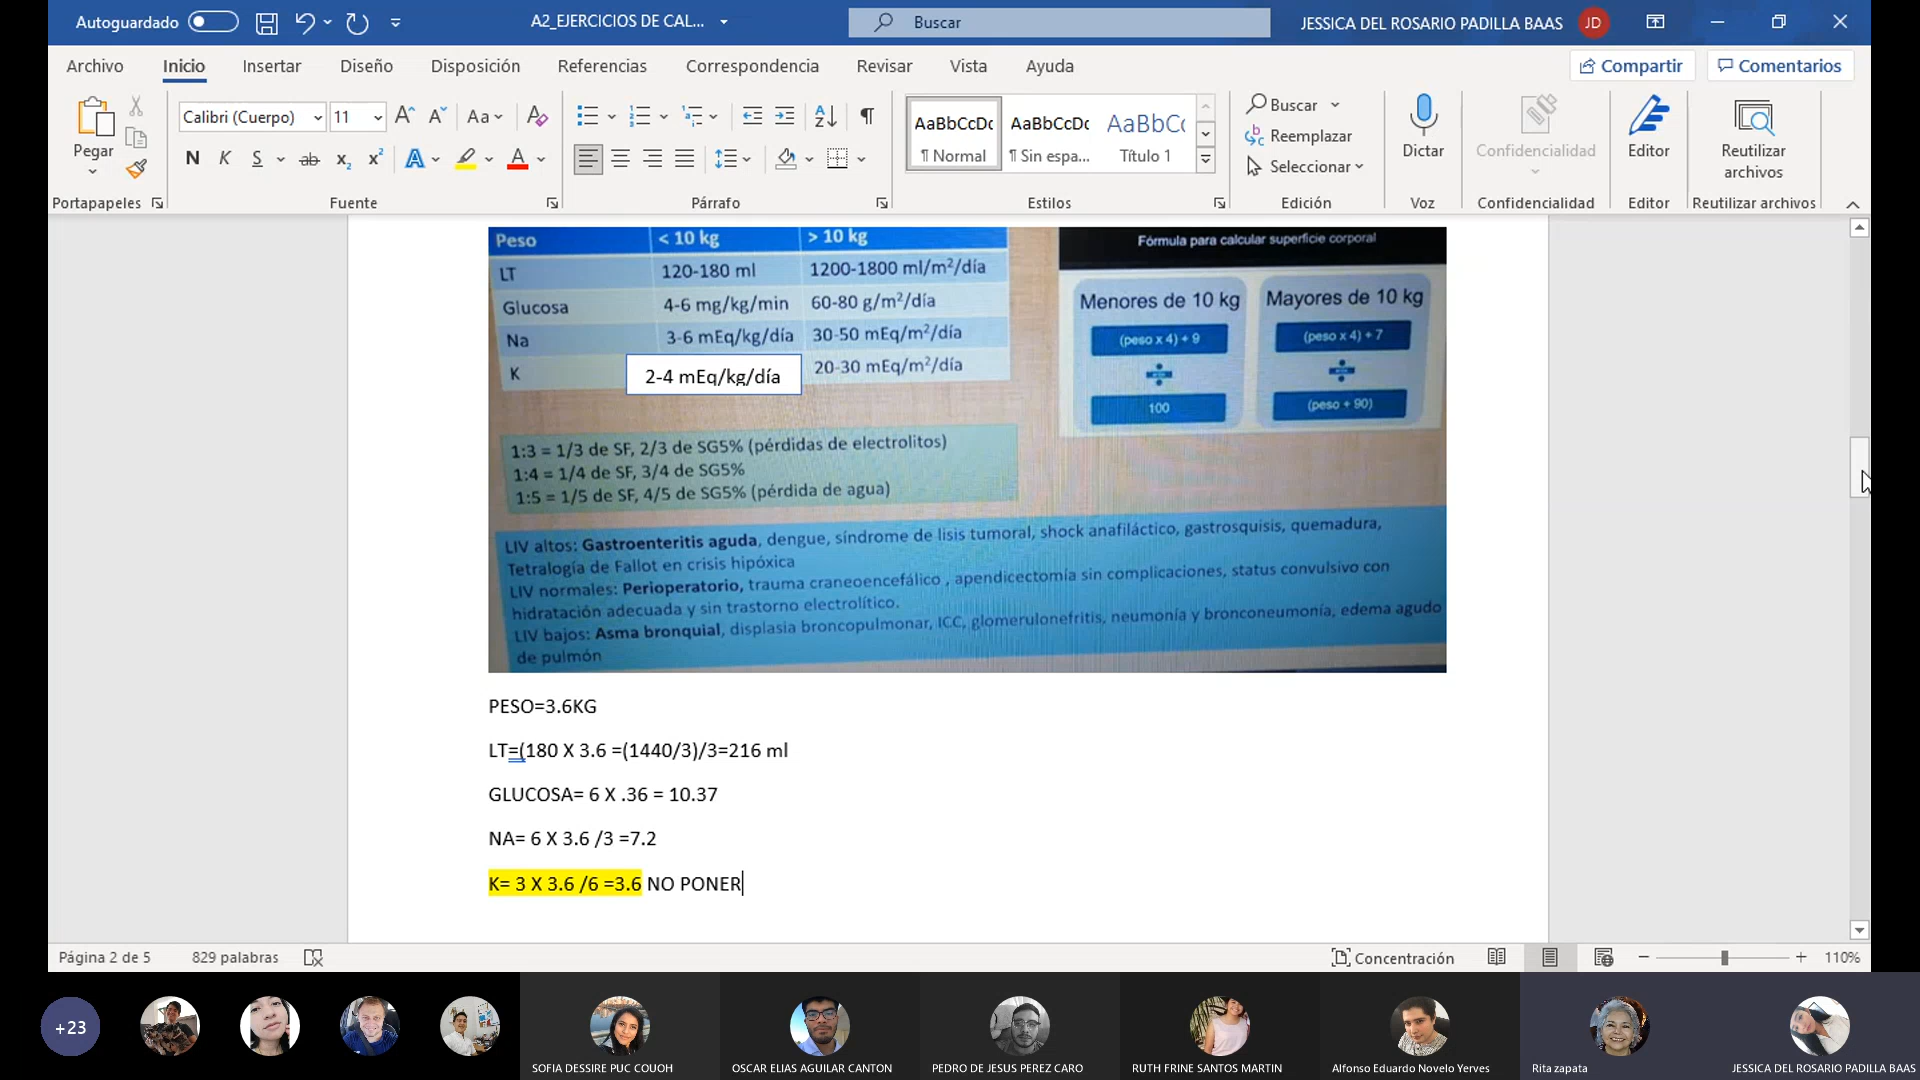 Autoguardado
A2_EJERCICIOS DE CAL...
Buscar
JESSICA DEL ROSARIO PADILLA BAAS
JD
Archivo Inicio Insertar Diseño Disposición Referencias Correspondencia Revisar Vista Ayuda
Compartir Comentarios
Pegar
Calibri (Cuerpo) 11
N K S ab x₂ x²
AaBbCcDc AaBbCcDc AaBbCc
¶ Normal ¶ Sin espa... Título 1
Buscar
Reemplazar
Seleccionar
Dictar
Confidencialidad
Editor
Reutilizar
archivos
Portapapeles Fuente Párrafo Estilos Edición Voz Confidencialidad Editor Reutilizar archivos
Peso < 10 kg > 10 kg
LT 120-180 ml 1200-1800 ml/m²/día
Glucosa 4-6 mg/kg/min 60-80 g/m²/día
Na 3-6 mEq/kg/día 30-50 mEq/m²/día
K 2-4 mEq/kg/día 20-30 mEq/m²/día
Fórmula para calcular superficie corporal
Menores de 10 kg Mayores de 10 kg
(peso x 4) + 9 (peso x 4) + 7
÷ ÷
100 (peso + 90)
1:3 = 1/3 de SF, 2/3 de SG5% (pérdidas de electrolitos)
1:4 = 1/4 de SF, 3/4 de SG5%
1:5 = 1/5 de SF, 4/5 de SG5% (pérdida de agua)
LIV altos: Gastroenteritis aguda, dengue, síndrome de lisis tumoral, shock anafiláctico, gastrosquisis, quemadura,
Tetralogía de Fallot en crisis hipóxica
LIV normales: Perioperatorio, trauma craneoencefálico , apendicectomía sin complicaciones, status convulsivo con
hidratación adecuada y sin trastorno electrolítico.
LIV bajos: Asma bronquial, displasia broncopulmonar, ICC, glomerulonefritis, neumonía y bronconeumonía, edema agudo
de pulmón
PESO=3.6KG
LT=(180 X 3.6 =(1440/3)/3=216 ml
GLUCOSA= 6 X .36 = 10.37
NA= 6 X 3.6 /3 =7.2
K= 3 X 3.6 /6 =3.6 NO PONER
Página 2 de 5 829 palabras
Concentración
110%
+23
SOFIA DESSIRE PUC COUOH
OSCAR ELIAS AGUILAR CANTON
PEDRO DE JESUS PEREZ CARO
RUTH FRINE SANTOS MARTIN
Alfonso Eduardo Novelo Yerves
Rita zapata
JESSICA DEL ROSARIO PADILLA BAAS